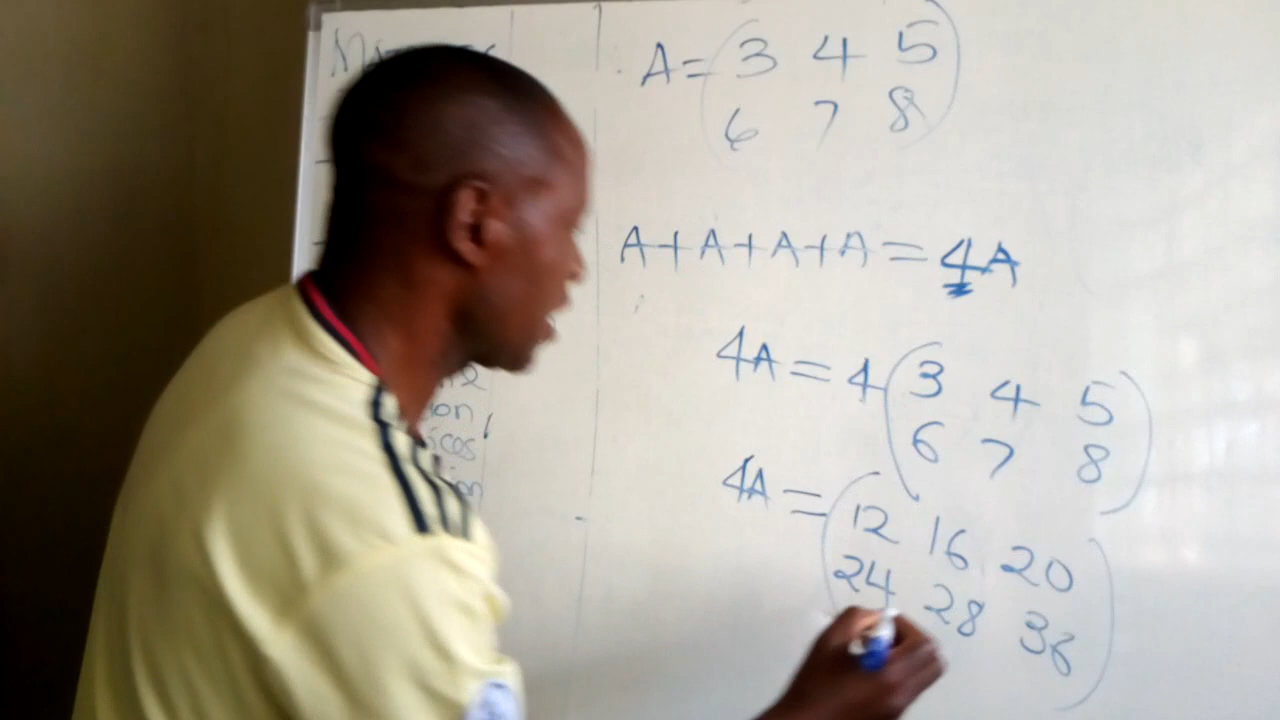 A = ( 3 4 5
6 7 8 )
A + A + A + A = 4A
4A = 4 ( 3 4 5
6 7 8 )
4A = ( 12 16 20
24 28 36 )